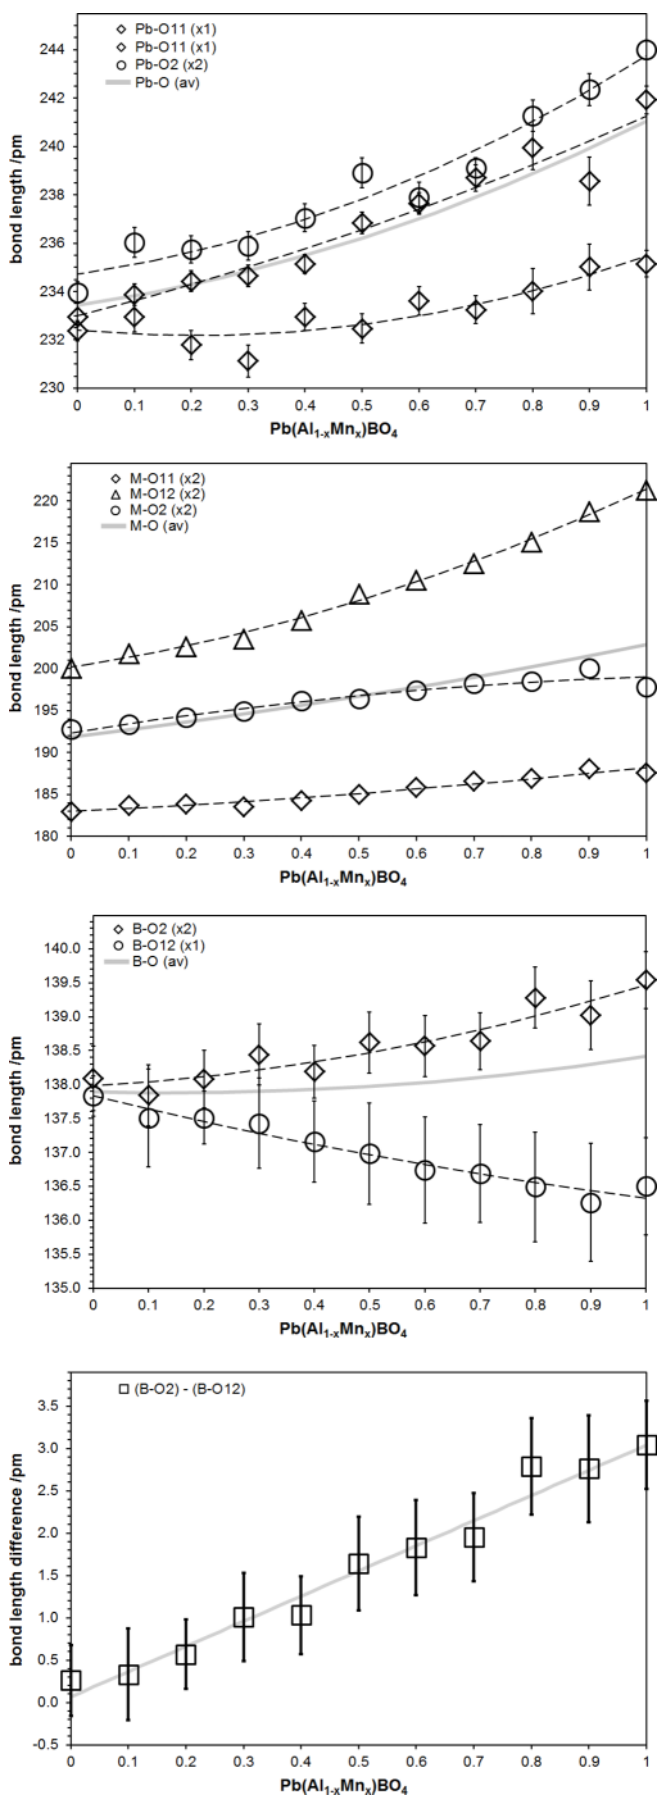 Pb-O11 (x1)
Pb-O11 (x1)
Pb-O2 (x2)
Pb-O (av)
bond length /pm
244
242
240
238
236
234
232
230
0 0.1 0.2 0.3 0.4 0.5 0.6 0.7 0.8 0.9 1
Pb(Al₁₋ₓMnₓ)BO₄
M-O11 (x2)
M-O12 (x2)
M-O2 (x2)
M-O (av)
bond length /pm
220
215
210
205
200
195
190
185
180
0 0.1 0.2 0.3 0.4 0.5 0.6 0.7 0.8 0.9 1
Pb(Al₁₋ₓMnₓ)BO₄
B-O2 (x2)
B-O12 (x1)
B-O (av)
bond length /pm
140.0
139.5
139.0
138.5
138.0
137.5
137.0
136.5
136.0
135.5
135.0
0 0.1 0.2 0.3 0.4 0.5 0.6 0.7 0.8 0.9 1
Pb(Al₁₋ₓMnₓ)BO₄
(B-O2) - (B-O12)
bond length difference /pm
3.5
3.0
2.5
2.0
1.5
1.0
0.5
0.0
-0.5
0 0.1 0.2 0.3 0.4 0.5 0.6 0.7 0.8 0.9 1
Pb(Al₁₋ₓMnₓ)BO₄